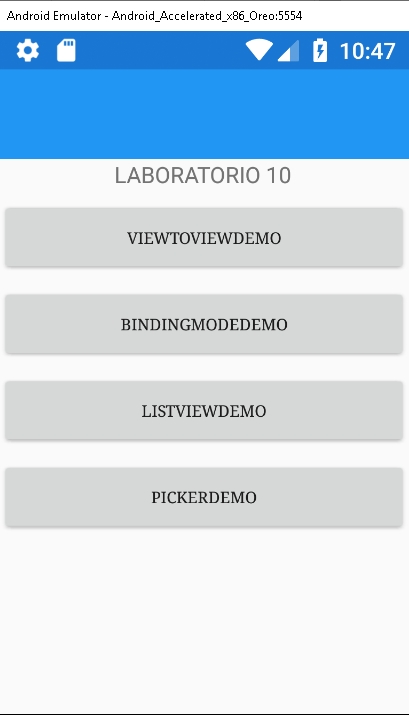 Android Emulator - Android_Accelerated_x86_Oreo:5554
10:47
LABORATORIO 10
VIEWTOVIEWDEMO
BINDINGMODEDEMO
LISTVIEWDEMO
PICKERDEMO